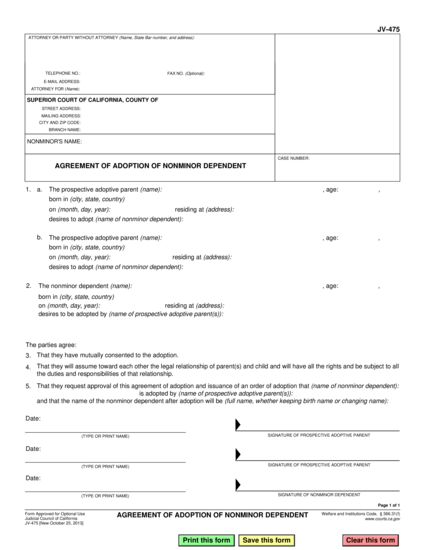 JV-475
ATTORNEY OR PARTY WITHOUT ATTORNEY (Name, State Bar number, and address):
TELEPHONE NO.: FAX NO. (Optional):
E-MAIL ADDRESS:
ATTORNEY FOR (Name):
SUPERIOR COURT OF CALIFORNIA, COUNTY OF
STREET ADDRESS:
MAILING ADDRESS:
CITY AND ZIP CODE:
BRANCH NAME:
NONMINOR'S NAME:
AGREEMENT OF ADOPTION OF NONMINOR DEPENDENT
CASE NUMBER:
1. a. The prospective adoptive parent (name): , age: ,
born in (city, state, country)
on (month, day, year): residing at (address):
desires to adopt (name of nonminor dependent):
b. The prospective adoptive parent (name): , age: ,
born in (city, state, country)
on (month, day, year): residing at (address):
desires to adopt (name of nonminor dependent):
2. The nonminor dependent (name): , age: ,
born in (city, state, country)
on (month, day, year): residing at (address):
desires to be adopted by (name of prospective adoptive parent(s)):
The parties agree:
3. That they have mutually consented to the adoption.
4. That they will assume toward each other the legal relationship of parent(s) and child and will have all the rights and be subject to all
the duties and responsibilities of that relationship.
5. That they request approval of this agreement of adoption and issuance of an order of adoption that (name of nonminor dependent):
is adopted by (name of prospective adoptive parent(s)):
and that the name of the nonminor dependent after adoption will be (full name, whether keeping birth name or changing name):
Date:
(TYPE OR PRINT NAME) SIGNATURE OF PROSPECTIVE ADOPTIVE PARENT
Date:
(TYPE OR PRINT NAME) SIGNATURE OF PROSPECTIVE ADOPTIVE PARENT
Date:
(TYPE OR PRINT NAME) SIGNATURE OF NONMINOR DEPENDENT
Page 1 of 1
Form Approved for Optional Use
Judicial Council of California
JV-475 [New October 25, 2013]
AGREEMENT OF ADOPTION OF NONMINOR DEPENDENT
Welfare and Institutions Code, § 366.31(f)
www.courts.ca.gov
Print this form Save this form Clear this form